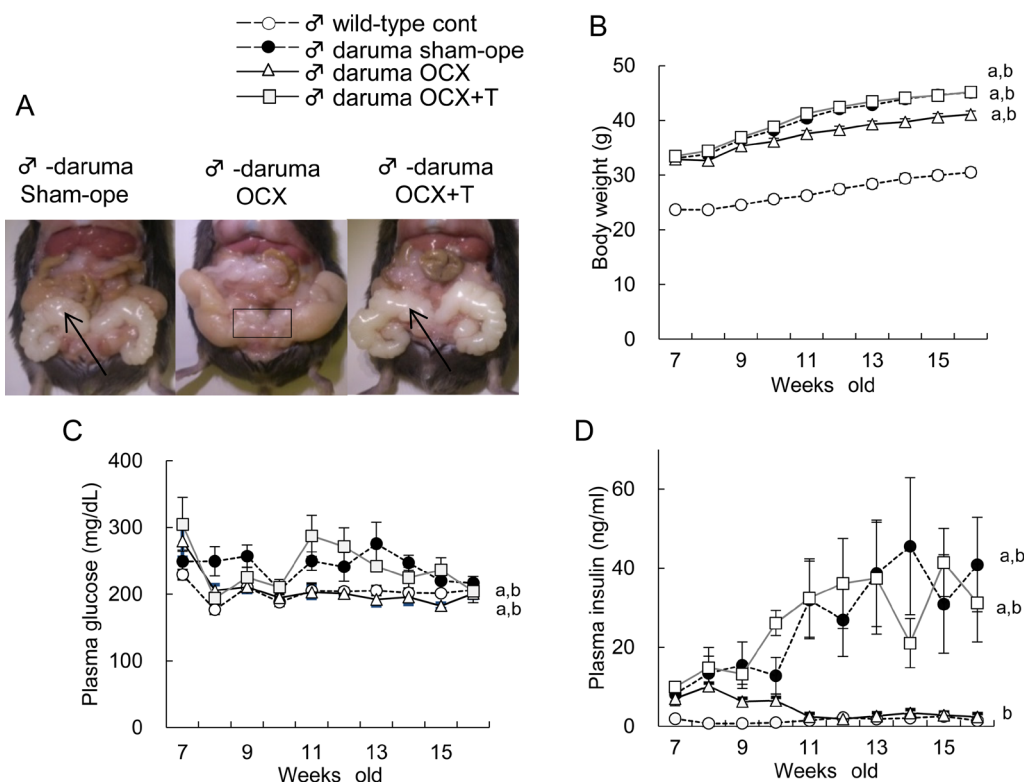 ♂ wild-type cont
♂ daruma sham-ope
♂ daruma OCX
♂ daruma OCX+T
A
♂ -daruma
Sham-ope
♂ -daruma
OCX
♂ -daruma
OCX+T
B
50
40
30
20
10
0
Body weight (g)
7 9 11 13 15
Weeks old
a,b
a,b
a,b
C
400
300
200
100
0
Plasma glucose (mg/dL)
7 9 11 13 15
Weeks old
a,b
a,b
D
60
40
20
0
Plasma insulin (ng/ml)
7 9 11 13 15
Weeks old
a,b
a,b
b